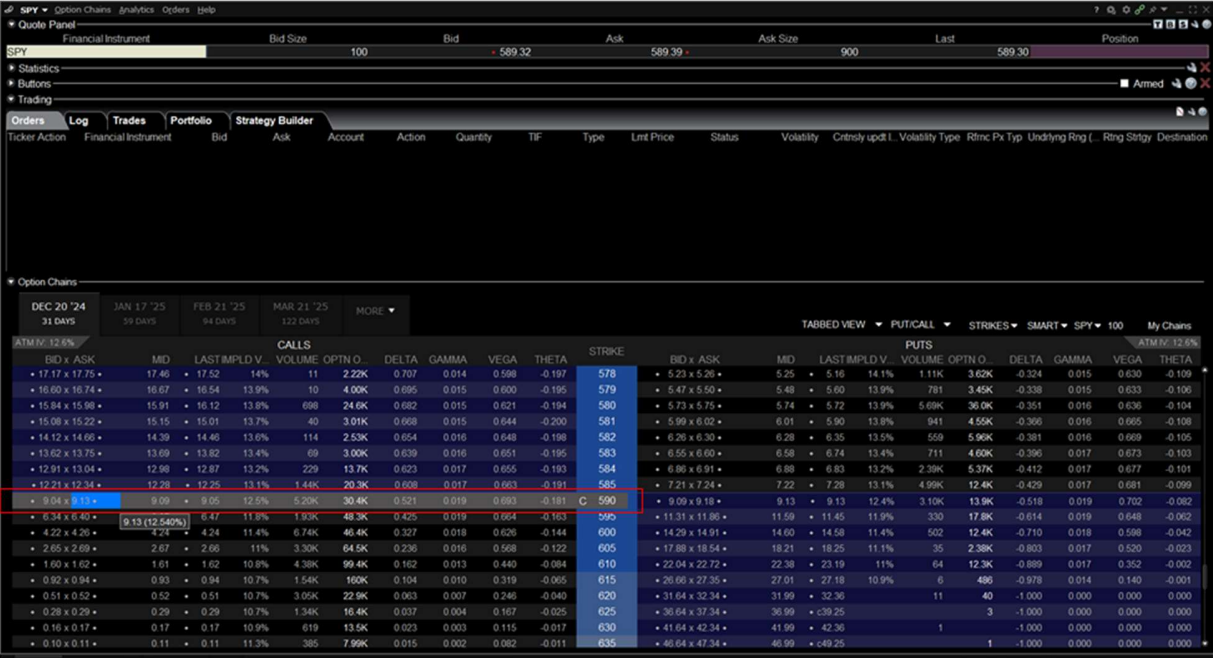 SPY Option Chains Analytics Orders Help
Quote Panel
Financial Instrument Bid Size Bid Ask Ask Size Last Position
SPY 100 589.32 589.39 900 589.30
Statistics
Buttons Armed
Trading
Orders Log Trades Portfolio Strategy Builder
Ticker Action Financial Instrument Bid Ask Account Action Quantity TIF Type Lmt Price Status Volatility Cntnsly updt I... Volatility Type Rfrnc Px Typ Undrlyng Rng (... Rtng Strtgy Destination
Option Chains
DEC 20 '24 JAN 17 '25 FEB 21 '25 MAR 21 '25 MORE
31 DAYS 59 DAYS 94 DAYS 122 DAYS
TABBED VIEW PUT/CALL STRIKES SMART SPY 100 My Chains
ATM IV: 12.6% CALLS PUTS ATM IV: 12.6%
BID x ASK MID LAST IMPLD V... VOLUME OPTN O... DELTA GAMMA VEGA THETA STRIKE BID x ASK MID LAST IMPLD V... VOLUME OPTN O... DELTA GAMMA VEGA THETA
17.17 x 17.75 17.46 17.52 14% 11 2.22K 0.707 0.014 0.598 -0.197 578 5.23 x 5.26 5.25 5.16 14.1% 1.11K 3.62K -0.324 0.015 0.630 -0.109
16.60 x 16.74 16.67 16.54 13.9% 10 4.00K 0.695 0.015 0.600 -0.195 579 5.47 x 5.50 5.48 5.60 13.9% 781 3.45K -0.338 0.015 0.633 -0.106
15.84 x 15.98 15.91 16.12 13.8% 698 24.6K 0.682 0.015 0.621 -0.194 580 5.73 x 5.75 5.74 5.72 13.9% 5.69K 36.0K -0.351 0.016 0.636 -0.104
15.08 x 15.22 15.15 15.01 13.7% 40 3.01K 0.668 0.015 0.644 -0.200 581 5.99 x 6.02 6.01 5.90 13.8% 941 4.55K -0.366 0.016 0.665 -0.108
14.12 x 14.66 14.39 14.46 13.6% 114 2.53K 0.654 0.016 0.648 -0.198 582 6.26 x 6.30 6.28 6.35 13.5% 559 5.96K -0.381 0.016 0.669 -0.105
13.62 x 13.75 13.69 13.82 13.4% 69 3.00K 0.639 0.016 0.651 -0.195 583 6.55 x 6.60 6.58 6.74 13.4% 711 4.60K -0.396 0.017 0.673 -0.103
12.91 x 13.04 12.98 12.87 13.2% 229 13.7K 0.623 0.017 0.655 -0.193 584 6.86 x 6.91 6.88 6.83 13.2% 2.39K 5.37K -0.412 0.017 0.677 -0.101
12.21 x 12.34 12.28 12.25 13.1% 1.44K 20.3K 0.608 0.017 0.663 -0.191 585 7.21 x 7.24 7.22 7.28 13.1% 4.99K 12.4K -0.429 0.017 0.681 -0.099
9.04 x 9.13 9.09 9.05 12.5% 5.20K 30.4K 0.521 0.019 0.693 -0.181 C 590 9.09 x 9.18 9.13 9.13 12.4% 3.10K 13.9K -0.518 0.019 0.702 -0.082
6.34 x 6.40 6.47 11.8% 1.93K 48.3K 0.425 0.019 0.664 -0.163 595 11.31 x 11.86 11.59 11.45 11.9% 330 17.8K -0.614 0.019 0.648 -0.062
9.13 (12.540%)
4.22 x 4.26 4.24 4.24 11.4% 6.74K 46.4K 0.327 0.018 0.626 -0.144 600 14.29 x 14.91 14.60 14.58 11.4% 502 12.4K -0.710 0.018 0.598 -0.042
2.65 x 2.69 2.67 2.66 11% 3.30K 64.5K 0.236 0.016 0.568 -0.122 605 17.88 x 18.54 18.21 18.25 11.1% 35 2.38K -0.803 0.017 0.520 -0.023
1.60 x 1.62 1.61 1.62 10.8% 4.38K 99.4K 0.162 0.013 0.440 -0.084 610 22.04 x 22.72 22.38 23.19 11% 64 12.3K -0.889 0.017 0.352 -0.002
0.92 x 0.94 0.93 0.94 10.7% 1.54K 160K 0.104 0.010 0.319 -0.065 615 26.66 x 27.35 27.01 27.18 10.9% 6 486 -0.978 0.014 0.140 -0.001
0.51 x 0.52 0.52 0.51 10.7% 3.05K 22.9K 0.063 0.007 0.246 -0.040 620 31.64 x 32.34 31.99 32.36 11 40 -1.000 0.000 0.000 0.000
0.28 x 0.29 0.29 0.29 10.7% 1.34K 16.4K 0.037 0.004 0.167 -0.025 625 36.64 x 37.34 36.99 c39.25 3 -1.000 0.000 0.000 0.000
0.16 x 0.17 0.17 0.17 10.9% 619 13.5K 0.023 0.003 0.115 -0.017 630 41.64 x 42.34 41.99 42.36 1 -1.000 0.000 0.000 0.000
0.10 x 0.11 0.11 0.11 11.3% 385 7.99K 0.015 0.002 0.082 -0.011 635 46.64 x 47.34 46.99 c49.25 1 -1.000 0.000 0.000 0.000